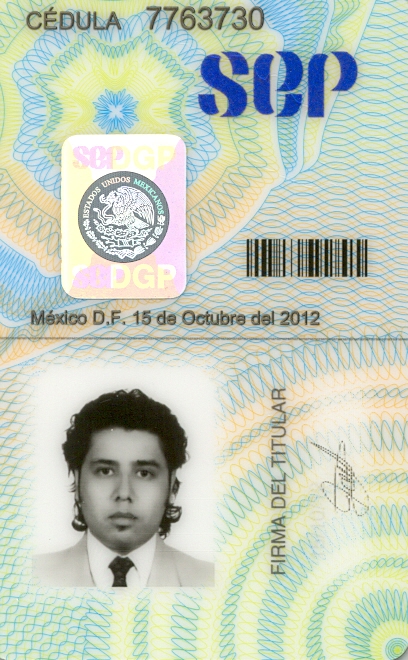 CÉDULA 7763730
SEP
SEP DGP
ESTADOS UNIDOS MEXICANOS
DGP
México D.F. 15 de Octubre del 2012
FIRMA DEL TITULAR